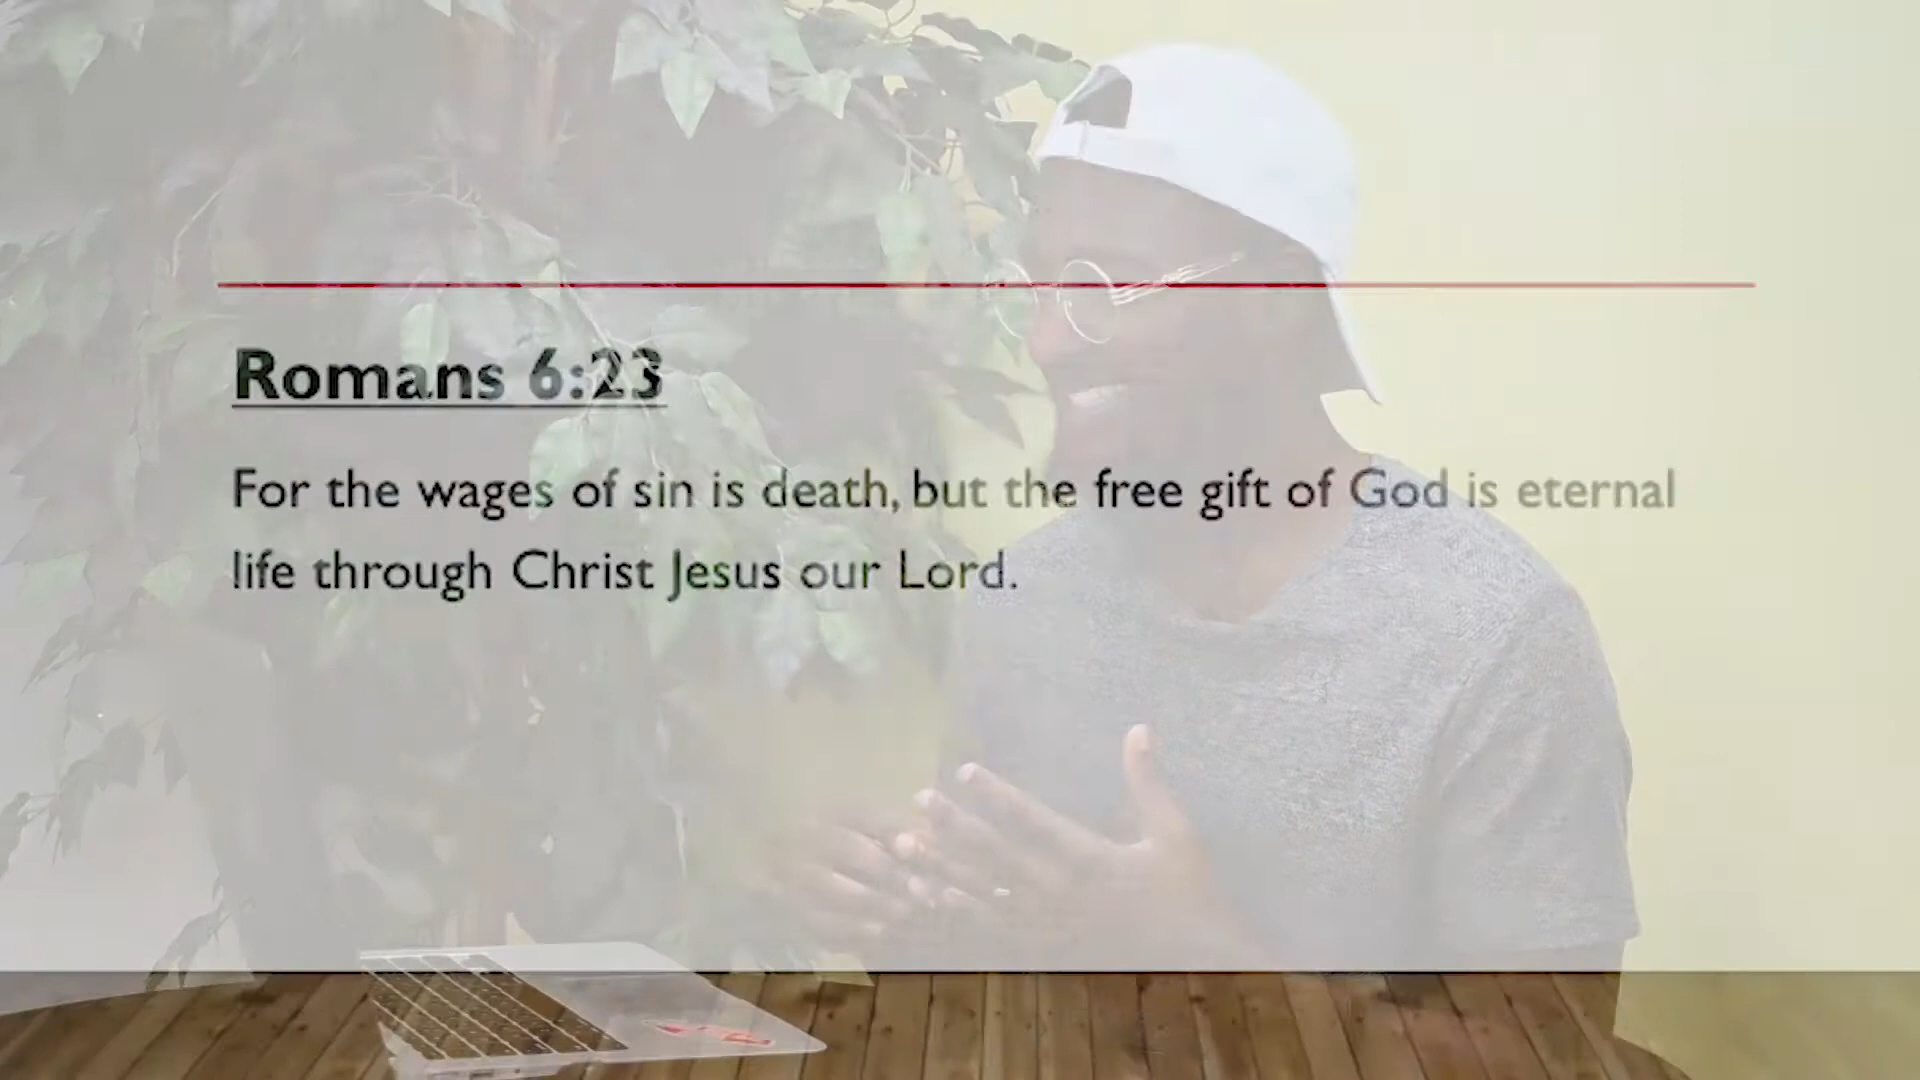 Romans 6:23
For the wages of sin is death, but the free gift of God is eternal
life through Christ Jesus our Lord.